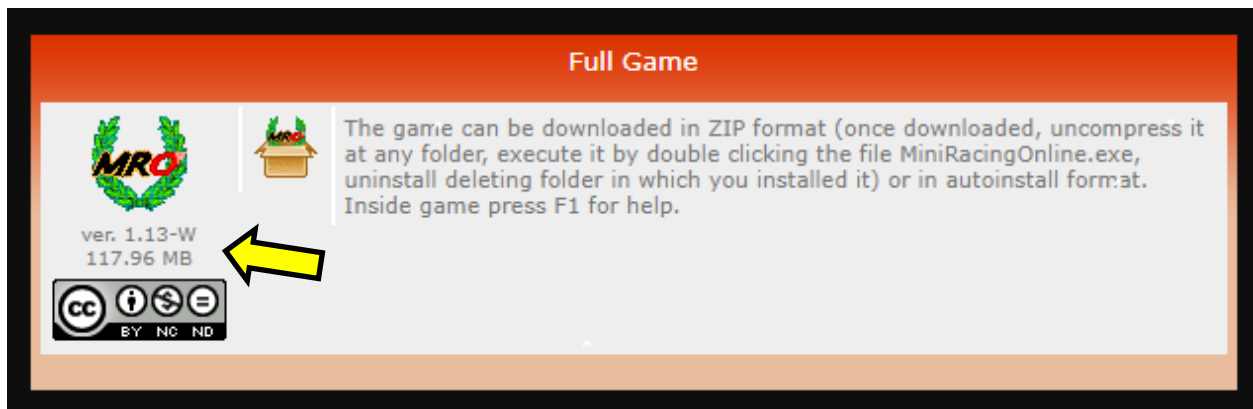 Full Game
MRO
MRO
The game can be downloaded in ZIP format (once downloaded, uncompress it
at any folder, execute it by double clicking the file MiniRacingOnline.exe,
uninstall deleting folder in which you installed it) or in autoinstall format.
Inside game press F1 for help.
ver. 1.13-W
117.96 MB
cc
BY NC ND